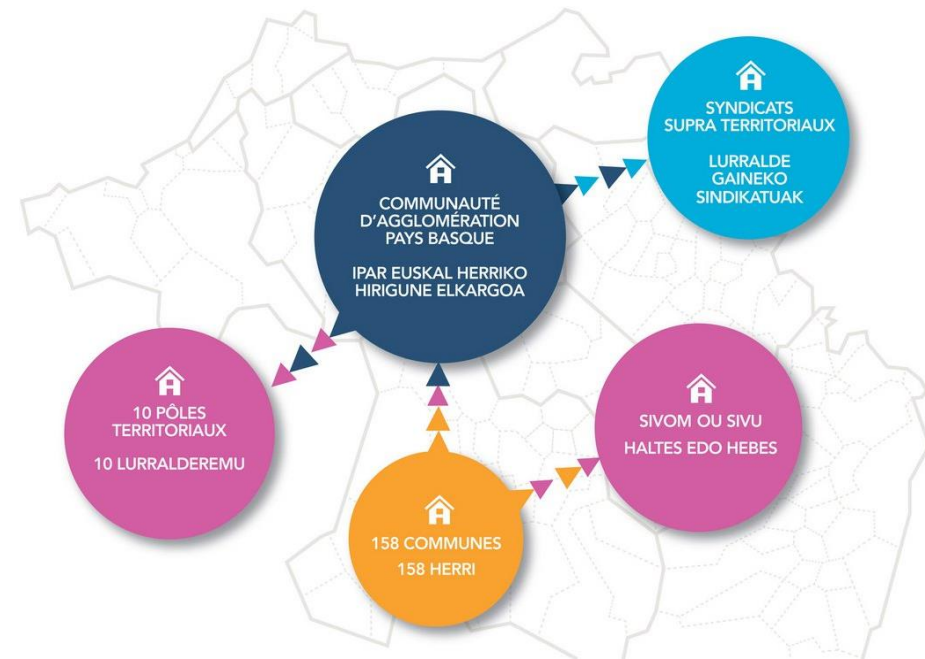 SYNDICATS
SUPRA TERRITORIAUX
LURRALDE
GAINEKO
SINDIKATUAK
COMMUNAUTÉ
D'AGGLOMÉRATION
PAYS BASQUE
IPAR EUSKAL HERRIKO
HIRIGUNE ELKARGOA
10 PÔLES
TERRITORIAUX
10 LURRALDEREMU
SIVOM OU SIVU
HALTES EDO HEBES
158 COMMUNES
158 HERRI